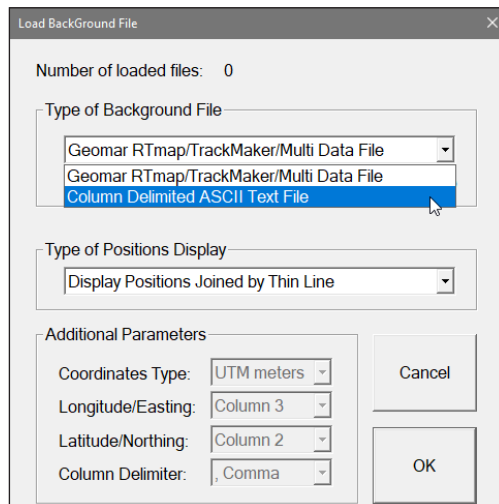 Load BackGround File
Number of loaded files: 0
Type of Background File
Geomar RTmap/TrackMaker/Multi Data File
Geomar RTmap/TrackMaker/Multi Data File
Column Delimited ASCII Text File
Type of Positions Display
Display Positions Joined by Thin Line
Additional Parameters
Coordinates Type: UTM meters
Longitude/Easting: Column 3
Latitude/Northing: Column 2
Column Delimiter: , Comma
Cancel
OK